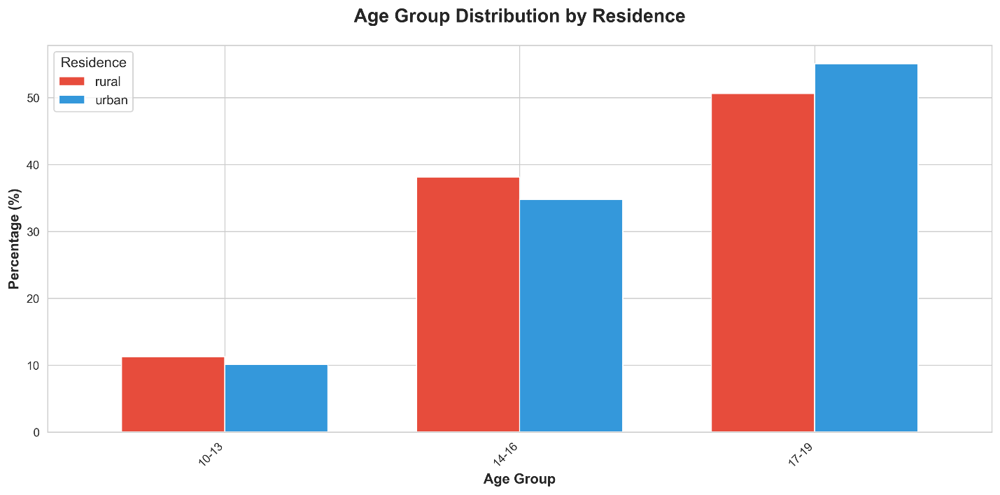 Age Group Distribution by Residence
Residence
rural
urban
Percentage (%)
50
40
30
20
10
0
10-13
14-16
17-19
Age Group